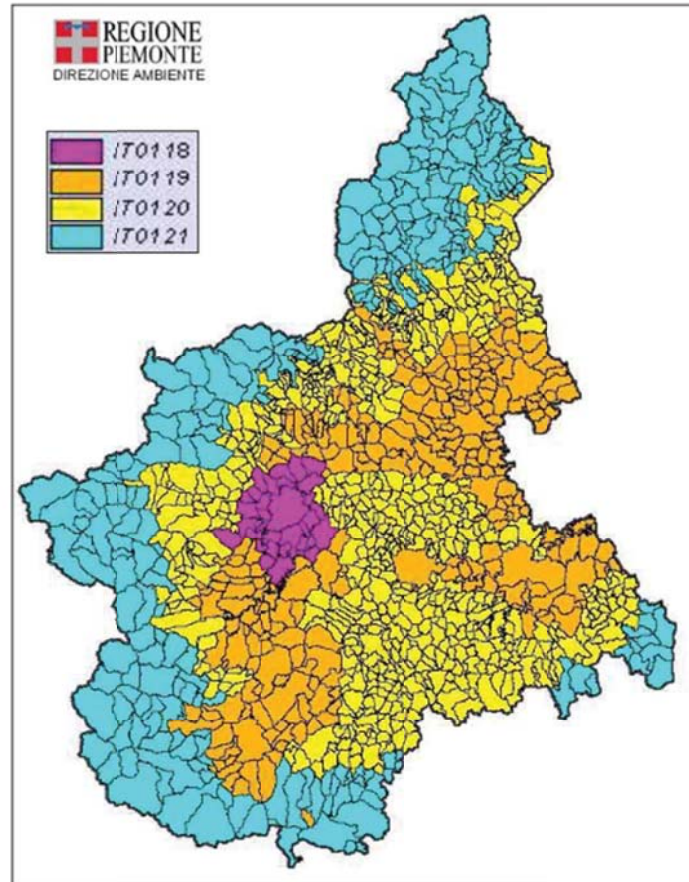 REGIONE
PIEMONTE
DIREZIONE AMBIENTE
IT0118
IT0119
IT0120
IT0121